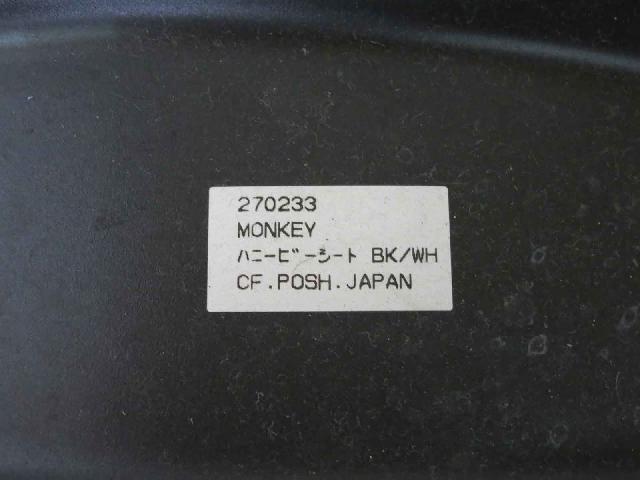 270233
MONKEY
ﾊﾆｰﾋﾞｰｼｰﾄ BK/WH
CF.POSH.JAPAN